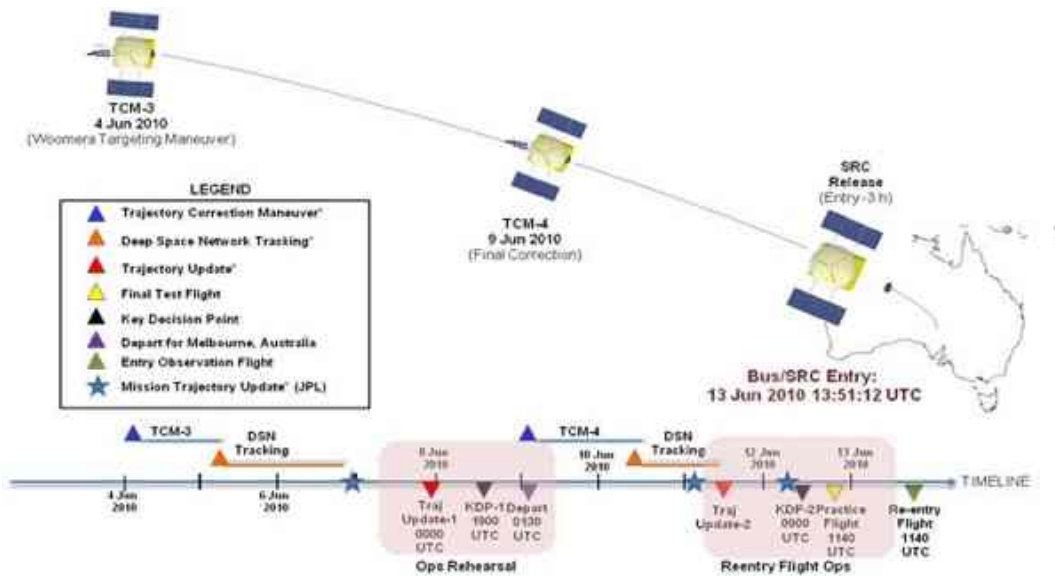 TCM-3
4 Jun 2010
(Woomera Targeting Maneuver)
TCM-4
9 Jun 2010
(Final Correction)
SRC
Release
(Entry -3 h)
LEGEND
Trajectory Correction Maneuver*
Deep Space Network Tracking*
Trajectory Update*
Final Test Flight
Key Decision Point
Depart for Melbourne, Australia
Entry Observation Flight
Mission Trajectory Update* (JPL)
Bus/SRC Entry:
13 Jun 2010 13:51:12 UTC
TCM-3
DSN
Tracking
8 Jun
2010
TCM-4
10 Jun
2010
DSN
Tracking
12 Jun
2010
13 Jun
2010
TIMELINE
4 Jun
2010
6 Jun
2010
Traj
Update-1
0000
UTC
KDP-1
1900
UTC
Depart
0130
UTC
Traj
Update-2
KDP-2
0900
UTC
Practice
Flight
1140
UTC
Re-entry
Flight
1140
UTC
Ops Rehearsal
Reentry Flight Ops